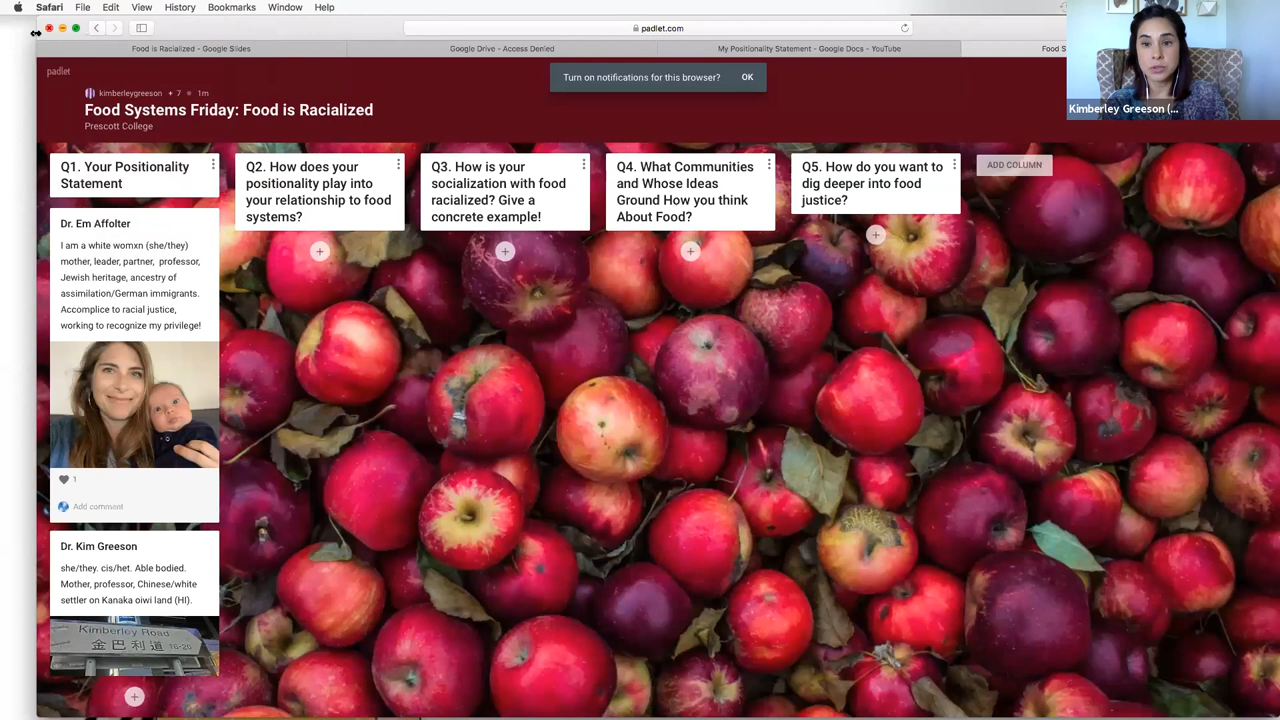 Safari File Edit View History Bookmarks Window Help
padlet.com
Food is Racialized - Google Slides
Google Drive - Access Denied
My Positionality Statement - Google Docs - YouTube
Food S
padlet
Turn on notifications for this browser? OK
kimberleygreeson + 7 1m
Food Systems Friday: Food is Racialized
Prescott College
Kimberley Greeson (...
Q1. Your Positionality
Statement
Dr. Em Affolter
I am a white womxn (she/they)
mother, leader, partner, professor,
Jewish heritage, ancestry of
assimilation/German immigrants.
Accomplice to racial justice,
working to recognize my privilege!
1
Add comment
Dr. Kim Greeson
she/they. cis/het. Able bodied.
Mother, professor, Chinese/white
settler on Kanaka oiwi land (HI).
Kimberley Road
金巴利道 16-20
Q2. How does your
positionality play into
your relationship to food
systems?
Q3. How is your
socialization with food
racialized? Give a
concrete example!
Q4. What Communities
and Whose Ideas
Ground How you think
About Food?
Q5. How do you want to
dig deeper into food
justice?
ADD COLUMN